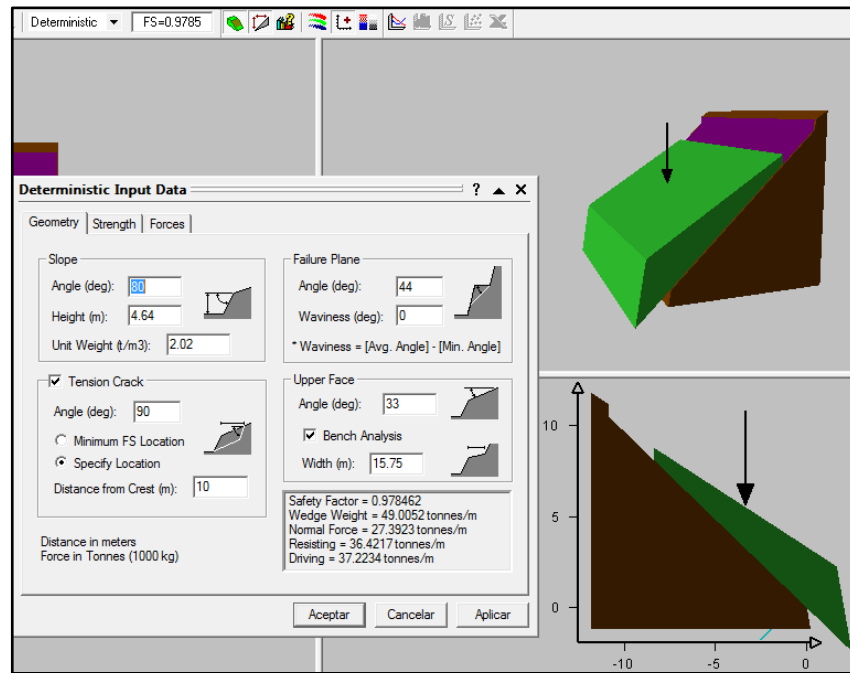 Deterministic FS=0.9785
Deterministic Input Data ? ×
Geometry Strength Forces
Slope
Angle (deg): 80
Height (m): 4.64
Unit Weight (t/m3): 2.02
Failure Plane
Angle (deg): 44
Waviness (deg): 0
* Waviness = [Avg. Angle] - [Min. Angle]
Tension Crack
Angle (deg): 90
Minimum FS Location
Specify Location
Distance from Crest (m): 10
Upper Face
Angle (deg): 33
Bench Analysis
Width (m): 15.75
Distance in meters
Force in Tonnes (1000 kg)
Safety Factor = 0.978462
Wedge Weight = 49.0052 tonnes/m
Normal Force = 27.3923 tonnes/m
Resisting = 36.4217 tonnes/m
Driving = 37.2234 tonnes/m
Aceptar Cancelar Aplicar
10
5
0
-10 -5 0